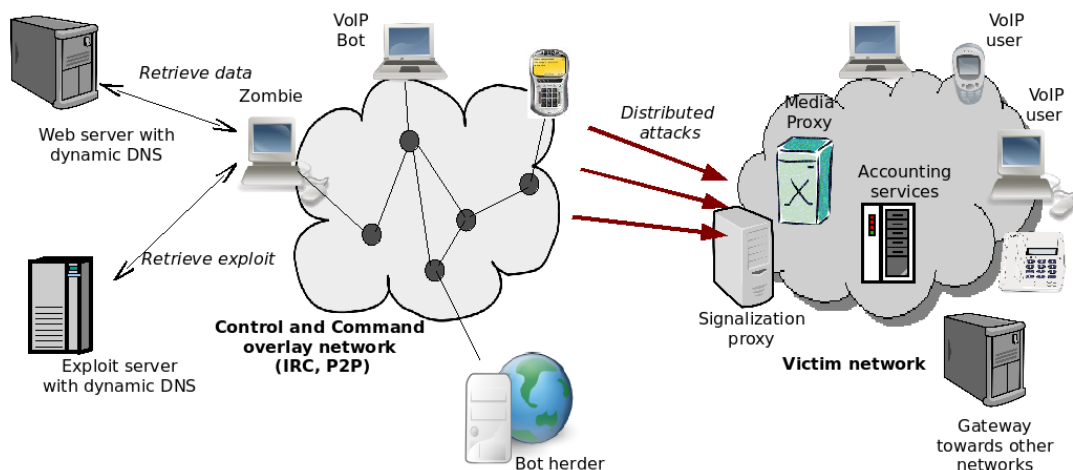 Retrieve data
Web server with
dynamic DNS
Zombie
VoIP
Bot
Retrieve exploit
Exploit server
with dynamic DNS
Control and Command
overlay network
(IRC, P2P)
Bot herder
Distributed
attacks
VoIP
user
Media
Proxy
VoIP
user
Accounting
services
Signalization
proxy
Victim network
Gateway
towards other
networks